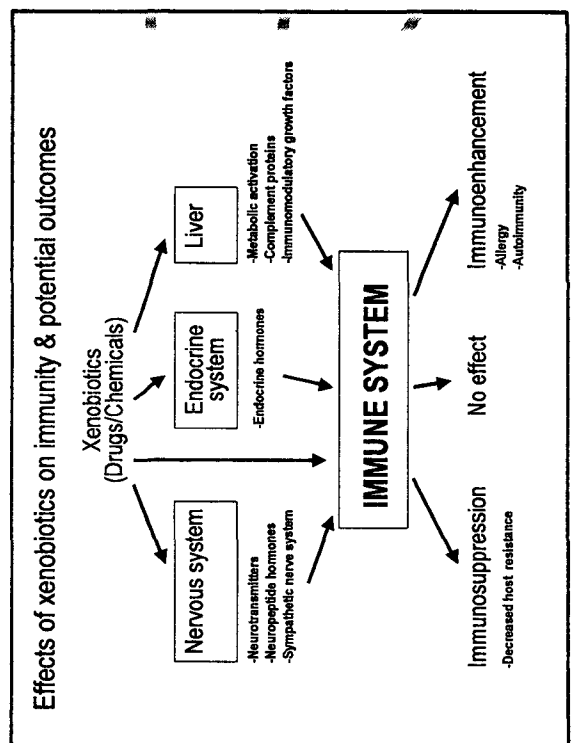 Effects of xenobiotics on immunity & potential outcomes
Xenobiotics
(Drugs/Chemicals)
Nervous system
-Neurotransmitters
-Neuropeptide hormones
-Sympathetic nerve system
Endocrine
system
-Endocrine hormones
Liver
-Metabolic activation
-Complement proteins
-Immunomodulatory growth factors
IMMUNE SYSTEM
Immunosuppression
-Decreased host resistance
No effect
Immunoenhancement
-Allergy
-Autoimmunity